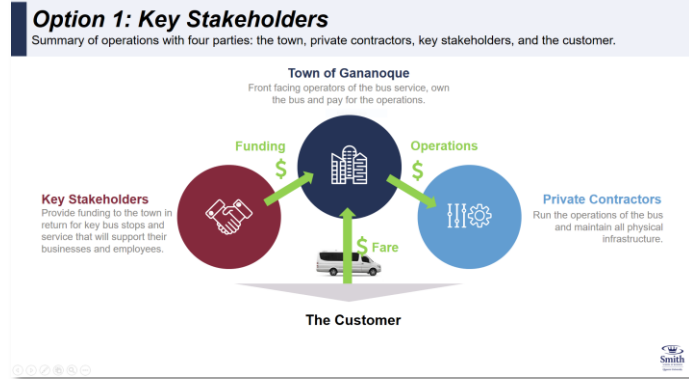 Option 1: Key Stakeholders
Summary of operations with four parties: the town, private contractors, key stakeholders, and the customer.
Town of Gananoque
Front facing operators of the bus service, own
the bus and pay for the operations.
Funding
$
Operations
$
Key Stakeholders
Provide funding to the town in
return for key bus stops and
service that will support their
businesses and employees.
Private Contractors
Run the operations of the bus
and maintain all physical
infrastructure.
$ Fare
The Customer
Smith